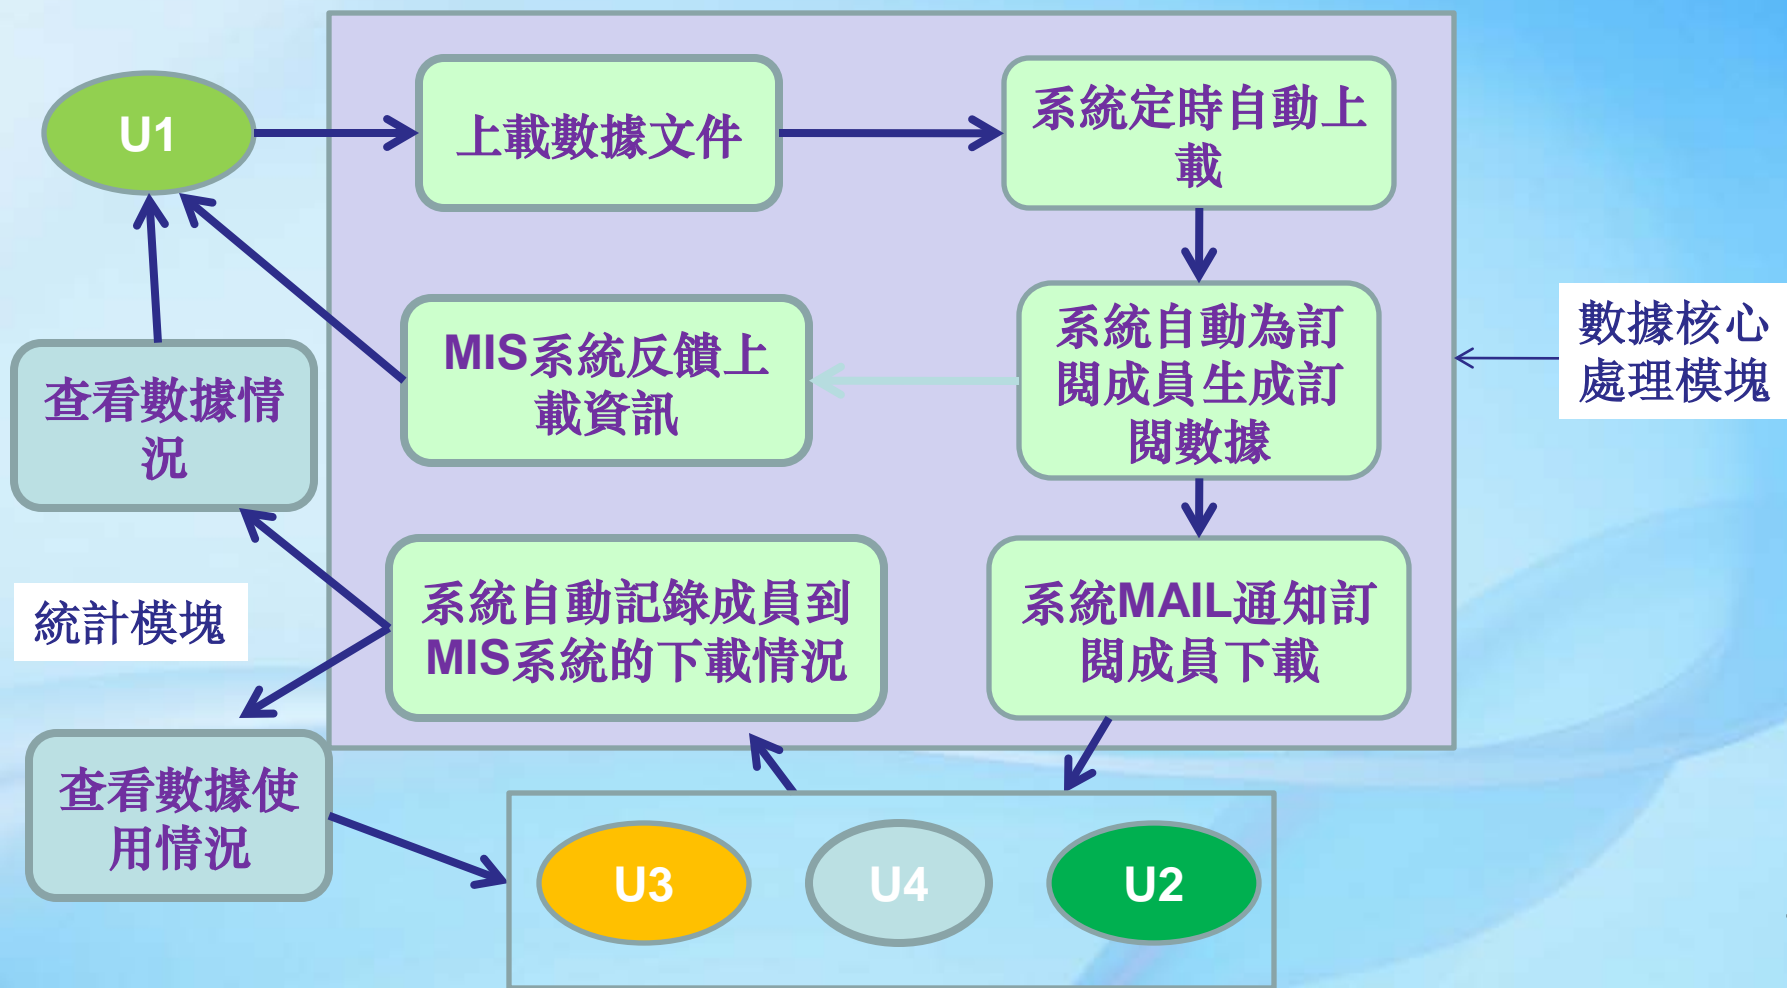 U1
上載數據文件
系統定時自動上
載
MIS系統反饋上
載資訊
系統自動為訂
閱成員生成訂
閱數據
數據核心
處理模塊
查看數據情
況
統計模塊
系統自動記錄成員到
MIS系統的下載情況
系統MAIL通知訂
閱成員下載
查看數據使
用情況
U3
U4
U2